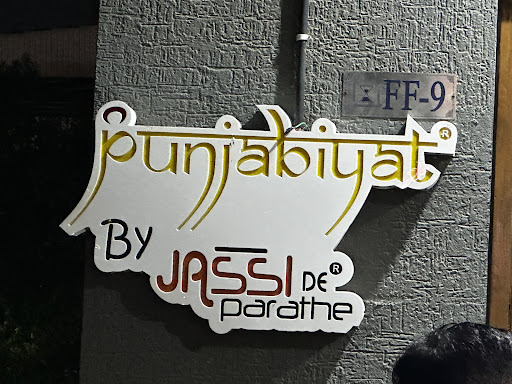 FF-9
punjabiyat®
BY
JASSI DE®
parathe